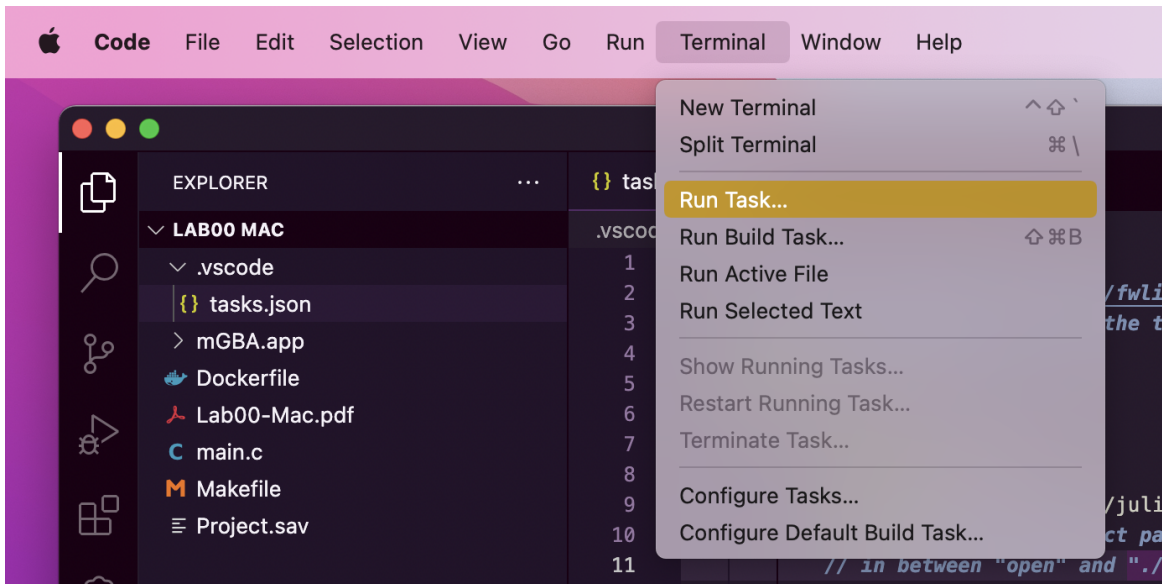 Code File Edit Selection View Go Run Terminal Window Help
New Terminal ^⇧`
Split Terminal ⌘\
Run Task...
Run Build Task... ⇧⌘B
Run Active File
Run Selected Text
Show Running Tasks...
Restart Running Task...
Terminate Task...
Configure Tasks...
Configure Default Build Task...
EXPLORER ...
LAB00 MAC
.vscode
{} tasks.json
mGBA.app
Dockerfile
Lab00-Mac.pdf
C main.c
M Makefile
Project.sav
{}
1
2
3 the
4
5
6
7
8
9
10
11 // in between "open" and "./